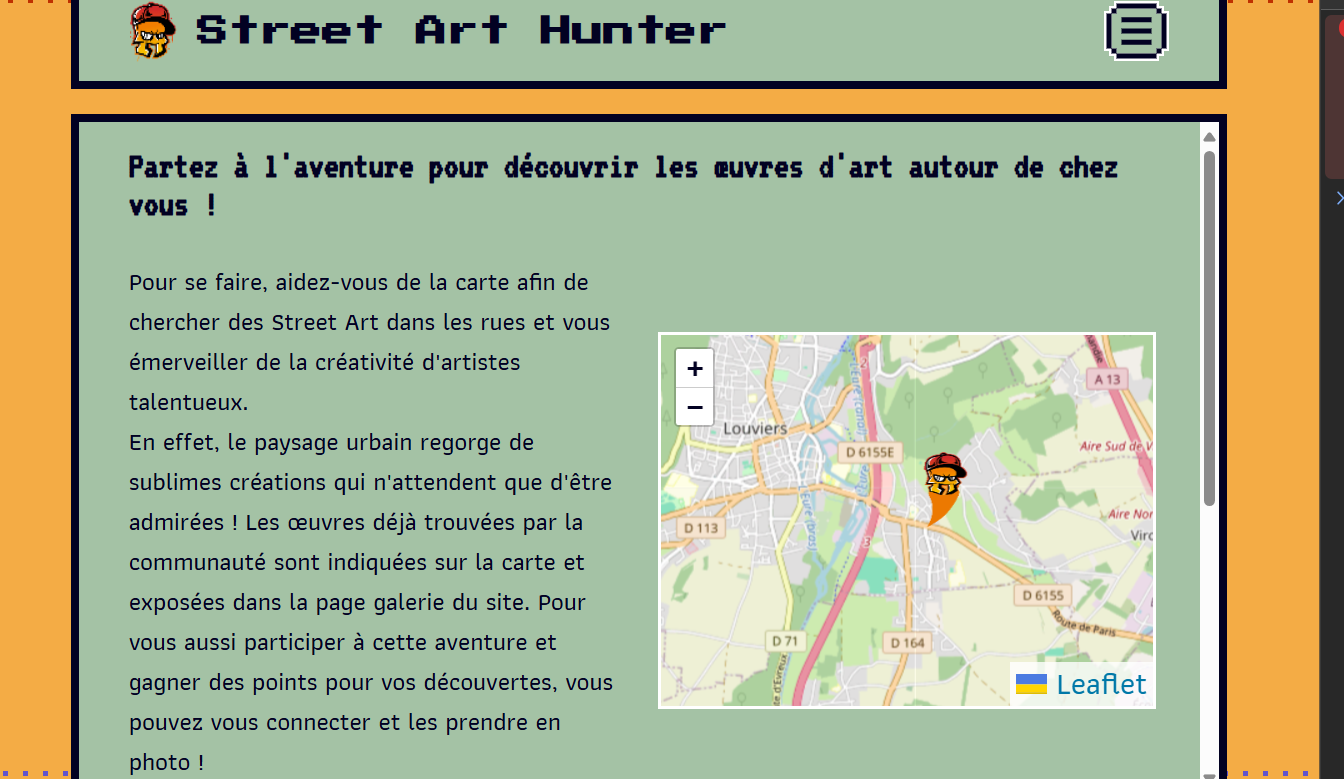 Street Art Hunter
Partez à l'aventure pour découvrir les œuvres d'art autour de chez
vous !
Pour se faire, aidez-vous de la carte afin de
chercher des Street Art dans les rues et vous
émerveiller de la créativité d'artistes
talentueux.
En effet, le paysage urbain regorge de
sublimes créations qui n'attendent que d'être
admirées ! Les œuvres déjà trouvées par la
communauté sont indiquées sur la carte et
exposées dans la page galerie du site. Pour
vous aussi participer à cette aventure et
gagner des points pour vos découvertes, vous
pouvez vous connecter et les prendre en
photo !
+
−
A 13
Louviers
Aire Sud de V
D 6155E
Aire Nor
D 113
Viro
D 6155
Route de Paris
D 71
D 164
te d'Évreux
Leaflet